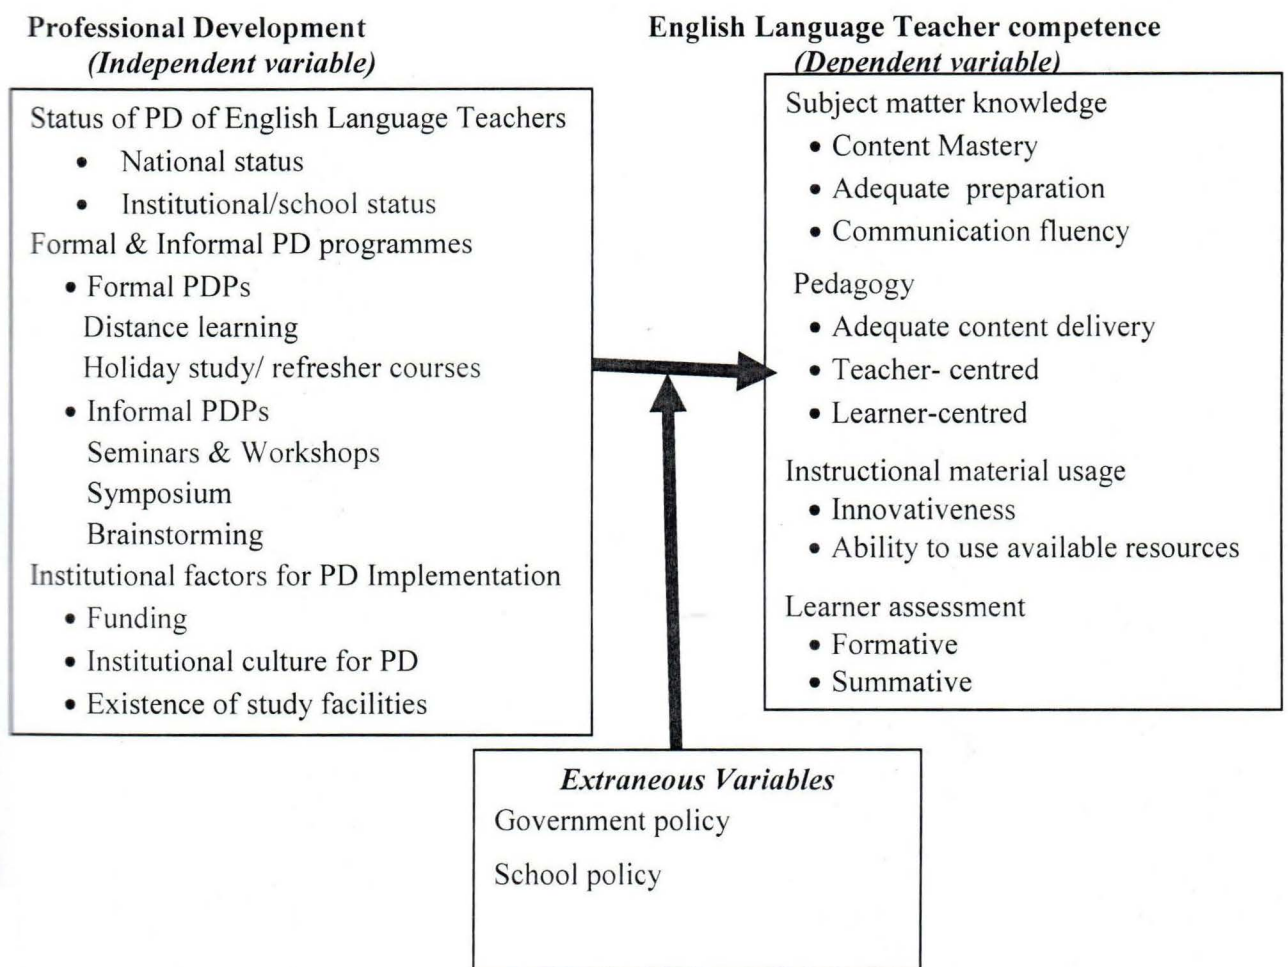 Professional Development
(Independent variable)
Status of PD of English Language Teachers
• National status
• Institutional/school status
Formal & Informal PD programmes
• Formal PDPs
Distance learning
Holiday study/ refresher courses
• Informal PDPs
Seminars & Workshops
Symposium
Brainstorming
Institutional factors for PD Implementation
• Funding
• Institutional culture for PD
• Existence of study facilities
English Language Teacher competence
(Dependent variable)
Subject matter knowledge
• Content Mastery
• Adequate preparation
• Communication fluency
Pedagogy
• Adequate content delivery
• Teacher- centred
• Learner-centred
Instructional material usage
• Innovativeness
• Ability to use available resources
Learner assessment
• Formative
• Summative
Extraneous Variables
Government policy
School policy